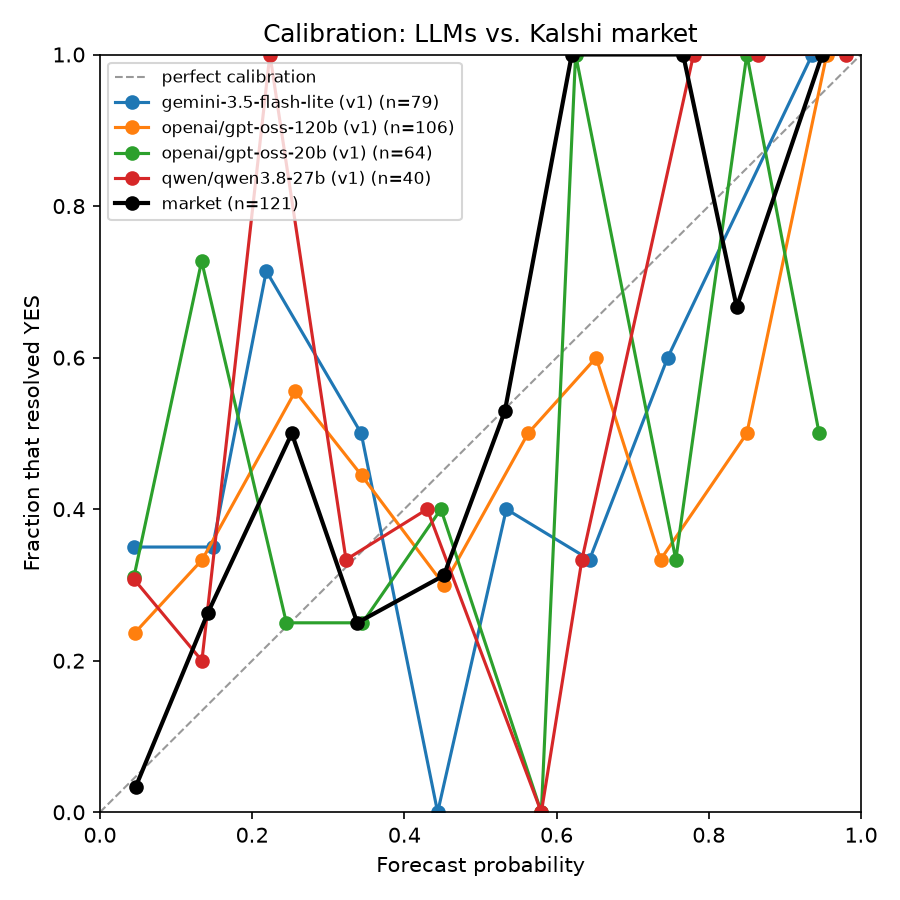 Calibration: LLMs vs. Kalshi market
perfect calibration
gemini-3.5-flash-lite (v1) (n=79)
openai/gpt-oss-120b (v1) (n=106)
openai/gpt-oss-20b (v1) (n=64)
qwen/qwen3.8-27b (v1) (n=40)
market (n=121)
Fraction that resolved YES
1.0
0.8
0.6
0.4
0.2
0.0
0.0 0.2 0.4 0.6 0.8 1.0
Forecast probability